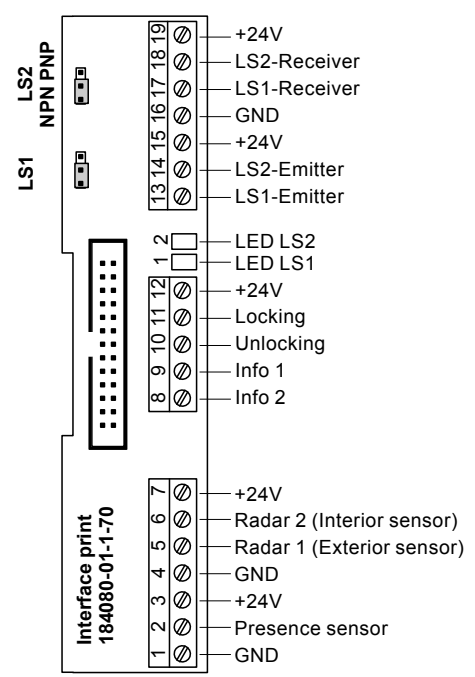 LS2
NPN PNP
LS1
19 +24V
18 LS2-Receiver
17 LS1-Receiver
16 GND
15 +24V
14 LS2-Emitter
13 LS1-Emitter
2 LED LS2
1 LED LS1
12 +24V
11 Locking
10 Unlocking
9 Info 1
8 Info 2
7 +24V
6 Radar 2 (Interior sensor)
5 Radar 1 (Exterior sensor)
4 GND
3 +24V
2 Presence sensor
1 GND
Interface print
184080-01-1-70